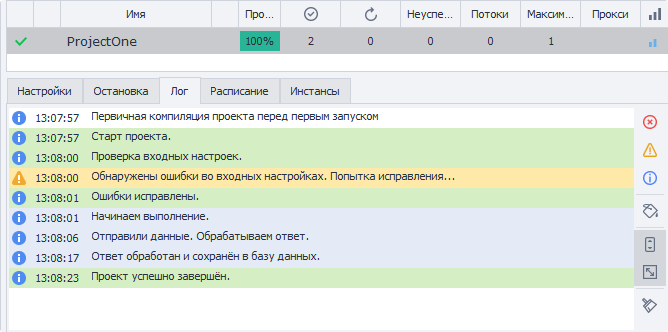 Имя Про... Неуспе... Потоки Максим... Прокси
ProjectOne 100% 2 0 0 0 1
Настройки Остановка Лог Расписание Инстансы
13:07:57 Первичная компиляция проекта перед первым запуском
13:07:57 Старт проекта.
13:08:00 Проверка входных настроек.
13:08:00 Обнаружены ошибки во входных настройках. Попытка исправления...
13:08:01 Ошибки исправлены.
13:08:01 Начинаем выполнение.
13:08:06 Отправили данные. Обрабатываем ответ.
13:08:17 Ответ обработан и сохранён в базу данных.
13:08:23 Проект успешно завершён.